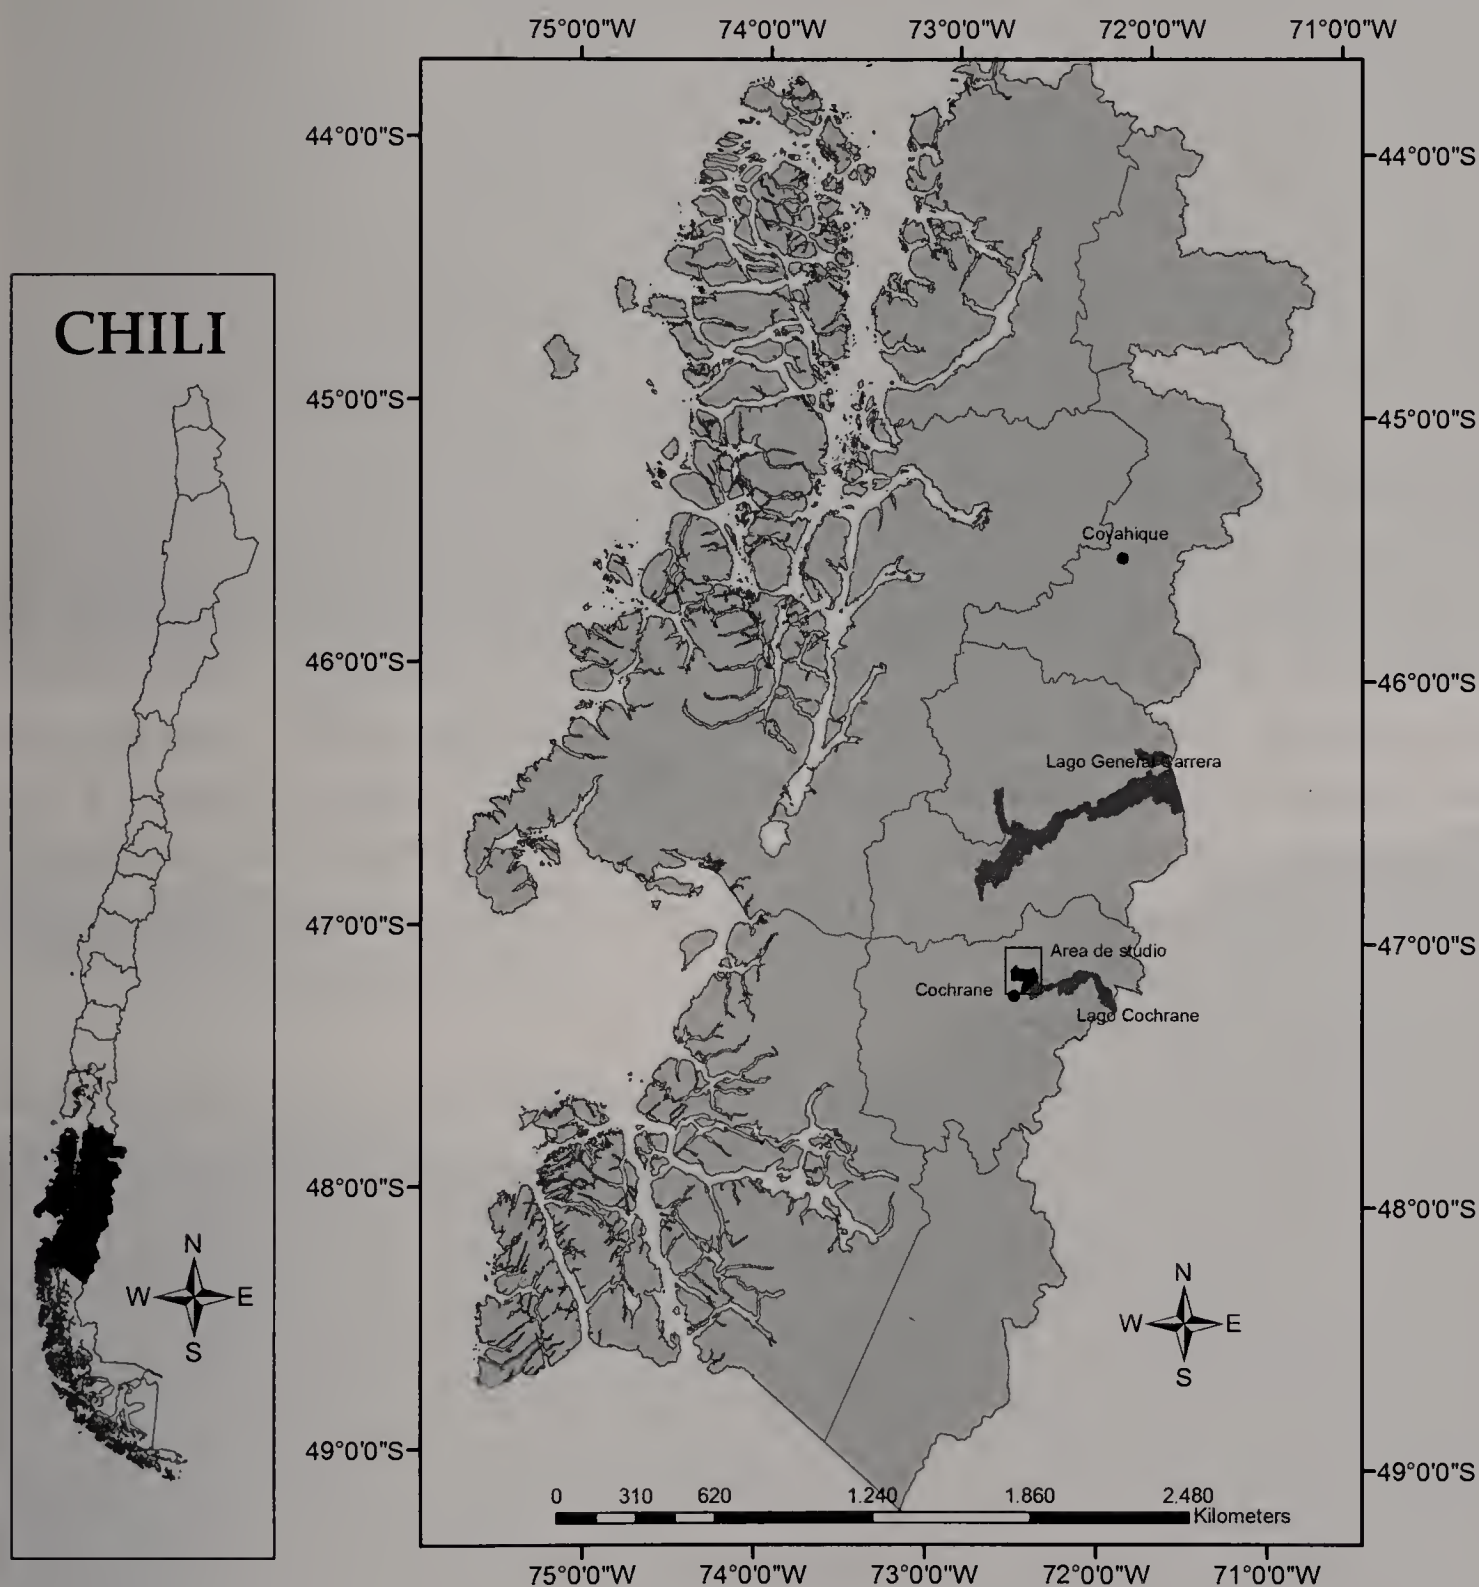 75°0'0"W 74°0'0"W 73°0'0"W 72°0'0"W 71°0'0"W
44°0'0"S
44°0'0"S
CHILI
45°0'0"S
45°0'0"S
Coyahique
46°0'0"S
46°0'0"S
Lago General Carrera
47°0'0"S
47°0'0"S
Area de studio
Cochrane
Lago Cochrane
48°0'0"S
48°0'0"S
N
W E
S
N
W E
S
49°0'0"S
49°0'0"S
0 310 620 1.240 1.860 2.480
Kilometers
75°0'0"W 74°0'0"W 73°0'0"W 72°0'0"W 71°0'0"W